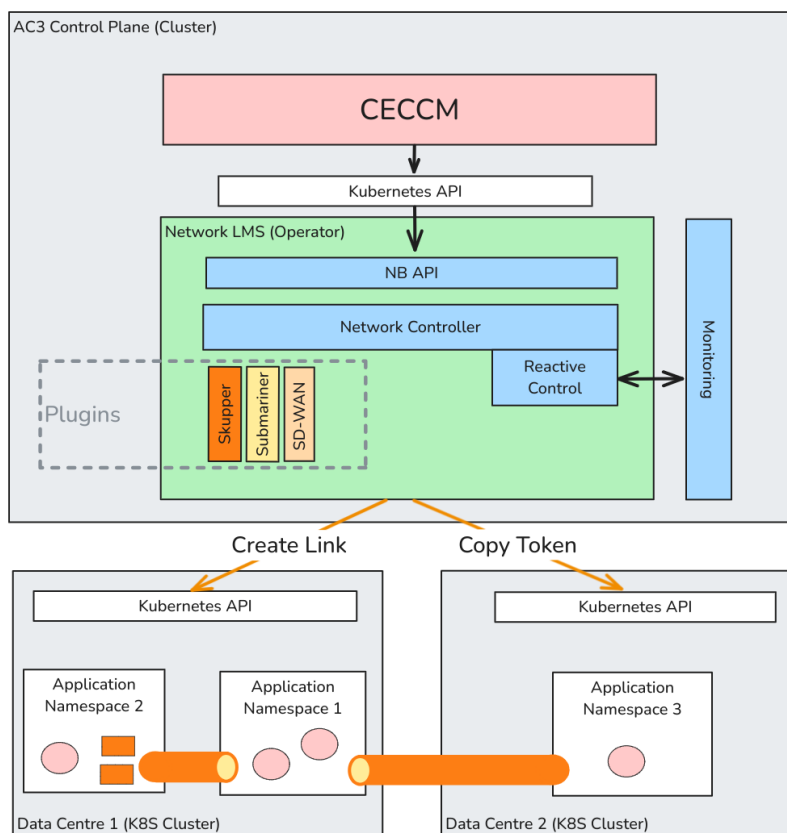 AC3 Control Plane (Cluster)
CECCM
Kubernetes API
Network LMS (Operator)
NB API
Network Controller
Reactive
Control
Monitoring
Plugins
Skupper
Submariner
SD-WAN
Create Link
Copy Token
Kubernetes API
Kubernetes API
Application
Namespace 2
Application
Namespace 1
Application
Namespace 3
Data Centre 1 (K8S Cluster)
Data Centre 2 (K8S Cluster)